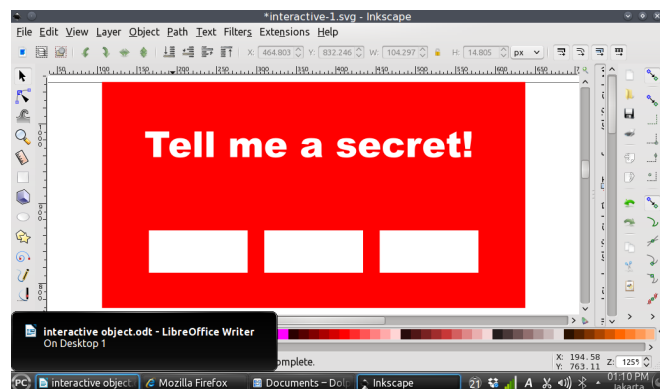 *interactive-1.svg - Inkscape
File Edit View Layer Object Path Text Filters Extensions Help
X: 464.803 Y: 832.246 W: 104.297 H: 14.805 px
Tell me a secret!
interactive object.odt - LibreOffice Writer
On Desktop 1
omplete.
X: 194.58
Y: 763.11
Z: 125%
PC interactive object Mozilla Firefox Documents – Dol Inkscape 21 A 01:10 PM
Jakarta